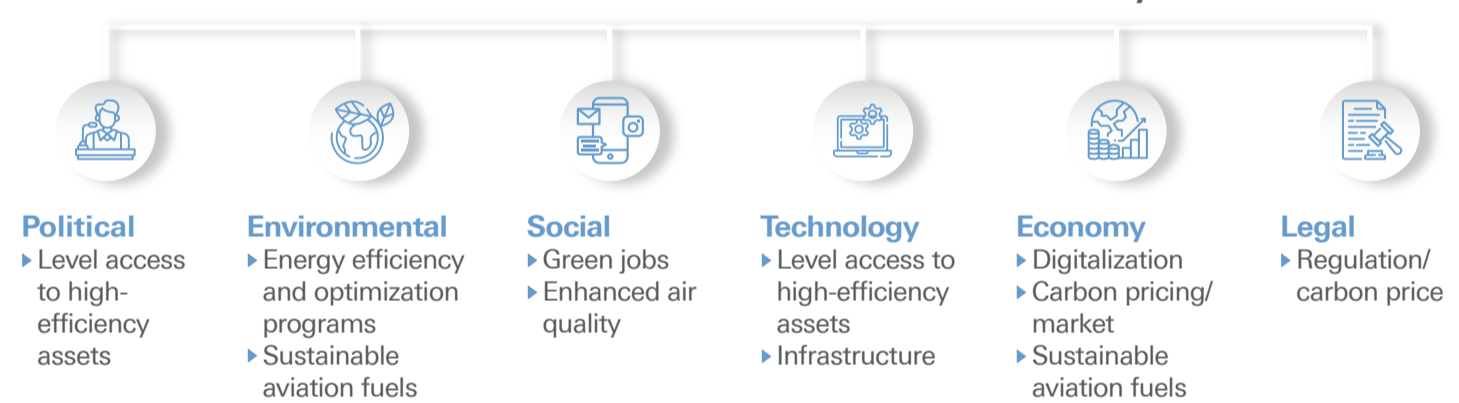 Political
▸ Level access
to high-
efficiency
assets
Environmental
▸ Energy efficiency
and optimization
programs
▸ Sustainable
aviation fuels
Social
▸ Green jobs
▸ Enhanced air
quality
Technology
▸ Level access to
high-efficiency
assets
▸ Infrastructure
Economy
▸ Digitalization
▸ Carbon pricing/
market
▸ Sustainable
aviation fuels
Legal
▸ Regulation/
carbon price